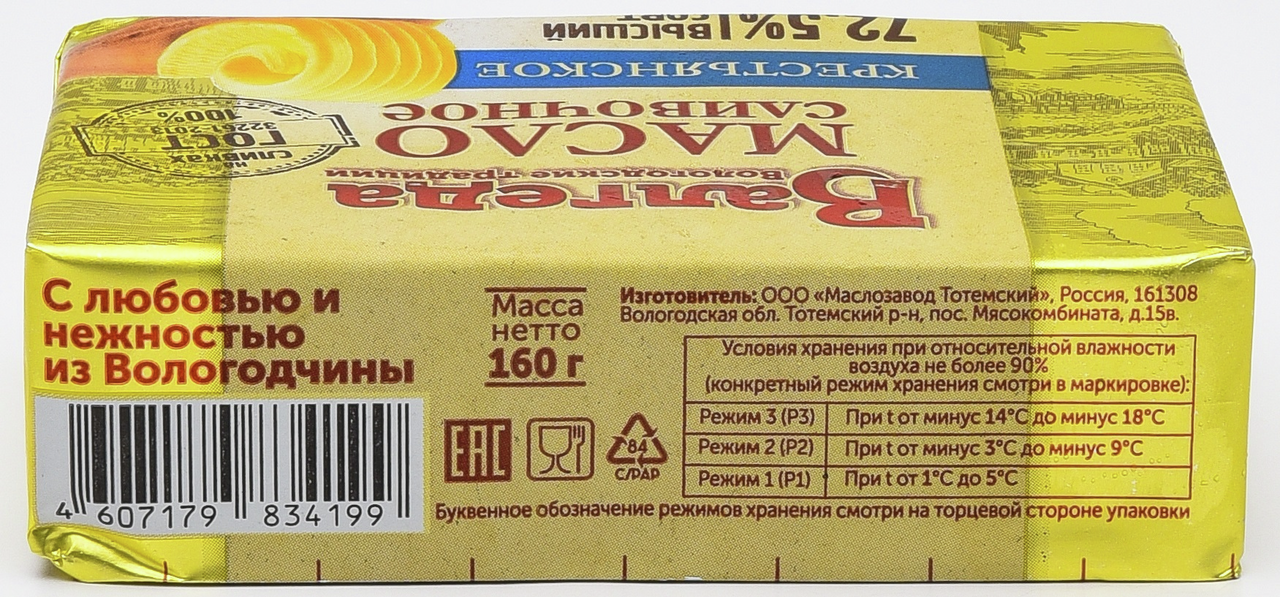 72,5% ВЫСШИЙ
СОРТ
КРЕСТЬЯНСКОЕ
СЛИВОЧНОЕ
МАСЛО
Вологодские традиции
Валгеда
на сливках
ГОСТ
32261-2013
100%
С любовью и
нежностью
из Вологодчины
Масса
нетто
160 г
Изготовитель: ООО «Маслозавод Тотемский», Россия, 161308
Вологодская обл. Тотемский р-н, пос. Мясокомбината, д.15в.
Условия хранения при относительной влажности
воздуха не более 90%
(конкретный режим хранения смотри в маркировке):
Режим 3 (Р3) При t от минус 14°С до минус 18°С
Режим 2 (Р2) При t от минус 3°С до минус 9°С
Режим 1 (Р1) При t от 1°С до 5°С
EAC
84
C/PAP
4 607179 834199
Буквенное обозначение режимов хранения смотри на торцевой стороне упаковки